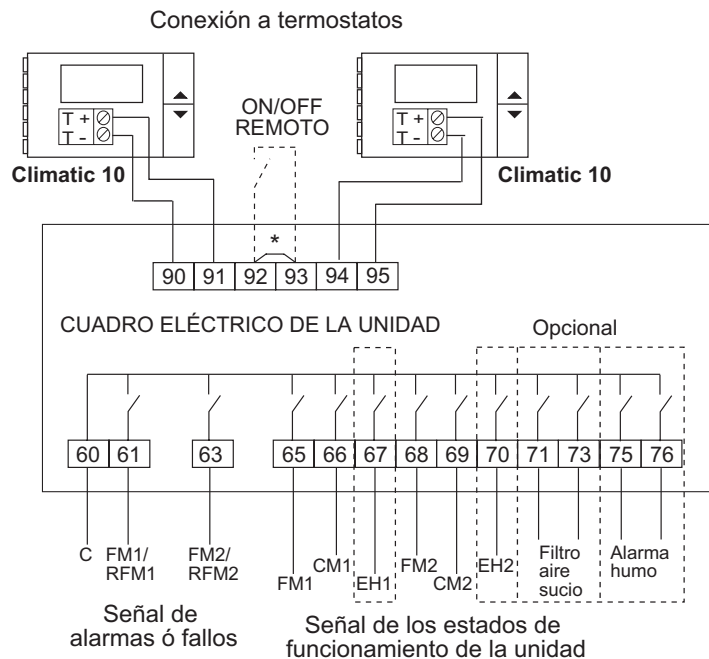 Conexión a termostatos
T +
T -
Climatic 10
ON/OFF
REMOTO
*
T +
T -
Climatic 10
90 91 92 93 94 95
CUADRO ELÉCTRICO DE LA UNIDAD
Opcional
60 61 63 65 66 67 68 69 70 71 73 75 76
C
FM1/
RFM1
FM2/
RFM2
FM1
CM1
EH1
FM2
CM2
EH2
Filtro
aire
sucio
Alarma
humo
Señal de
alarmas ó fallos
Señal de los estados de
funcionamiento de la unidad